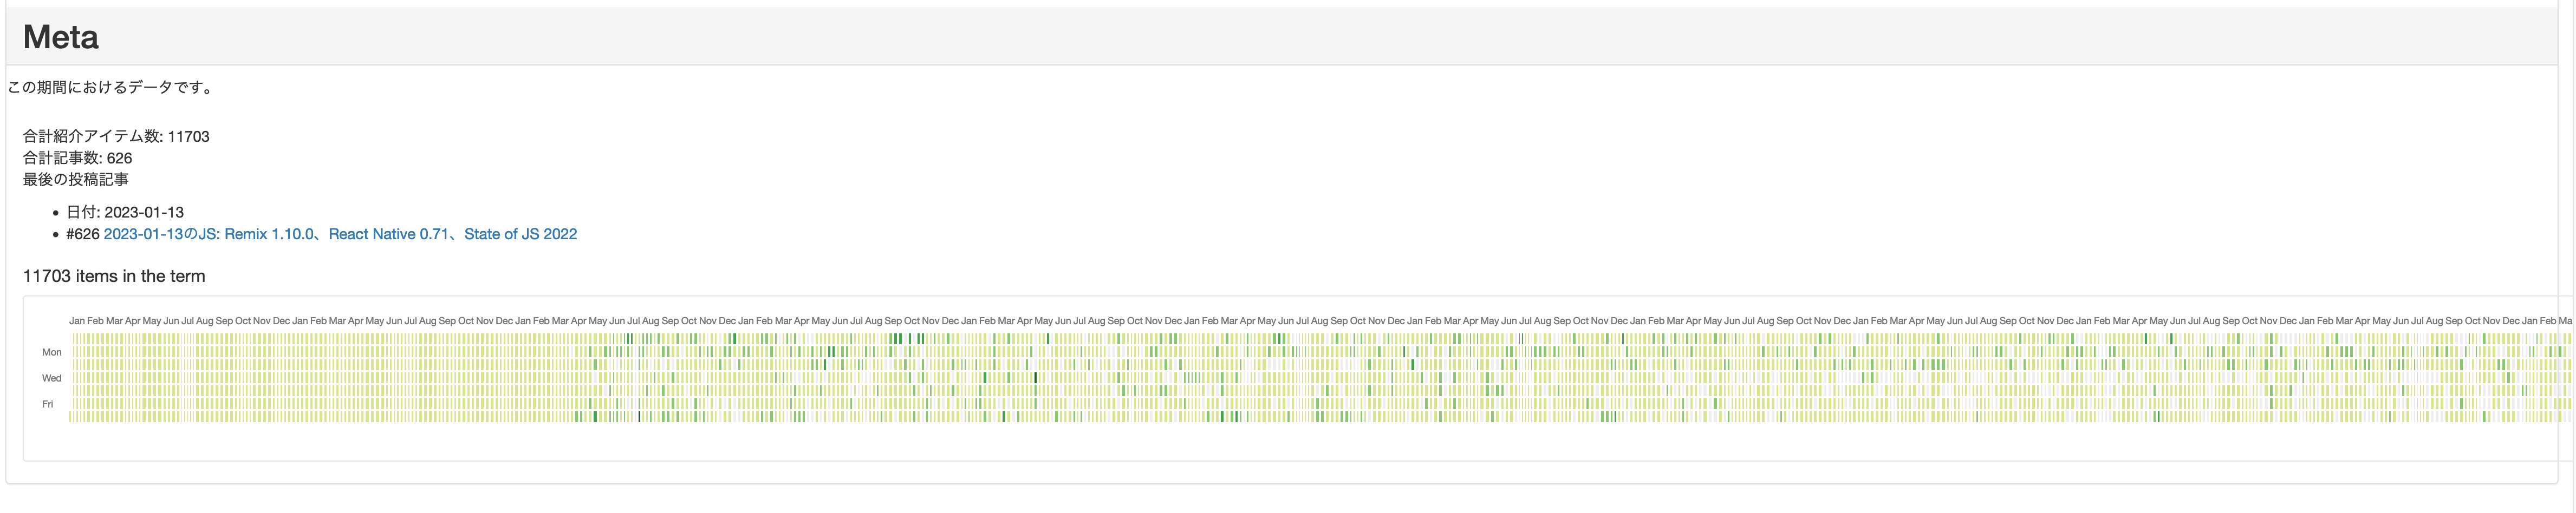 Meta
この期間におけるデータです。
合計紹介アイテム数: 11703
合計記事数: 626
最後の投稿記事
• 日付: 2023-01-13
• #626 2023-01-13のJS: Remix 1.10.0、React Native 0.71、State of JS 2022
11703 items in the term
Jan Feb Mar Apr May Jun Jul Aug Sep Oct Nov Dec Jan Feb Mar Apr May Jun Jul Aug Sep Oct Nov Dec Jan Feb Mar Apr May Jun Jul Aug Sep Oct Nov Dec Jan Feb Mar Apr May Jun Jul Aug Sep Oct Nov Dec Jan Feb Mar Apr May Jun Jul Aug Sep Oct Nov Dec Jan Feb Mar Apr May Jun Jul Aug Sep Oct Nov Dec Jan Feb Mar Apr May Jun Jul Aug Sep Oct Nov Dec Jan Feb Mar Apr May Jun Jul Aug Sep Oct Nov Dec Jan Feb Mar Apr May Jun Jul Aug Sep Oct Nov Dec Jan Feb Mar Apr May Jun Jul Aug Sep Oct Nov Dec Jan Feb Mar Apr May Jun Jul Aug Sep Oct Nov Dec Jan Feb Ma
Mon
Wed
Fri